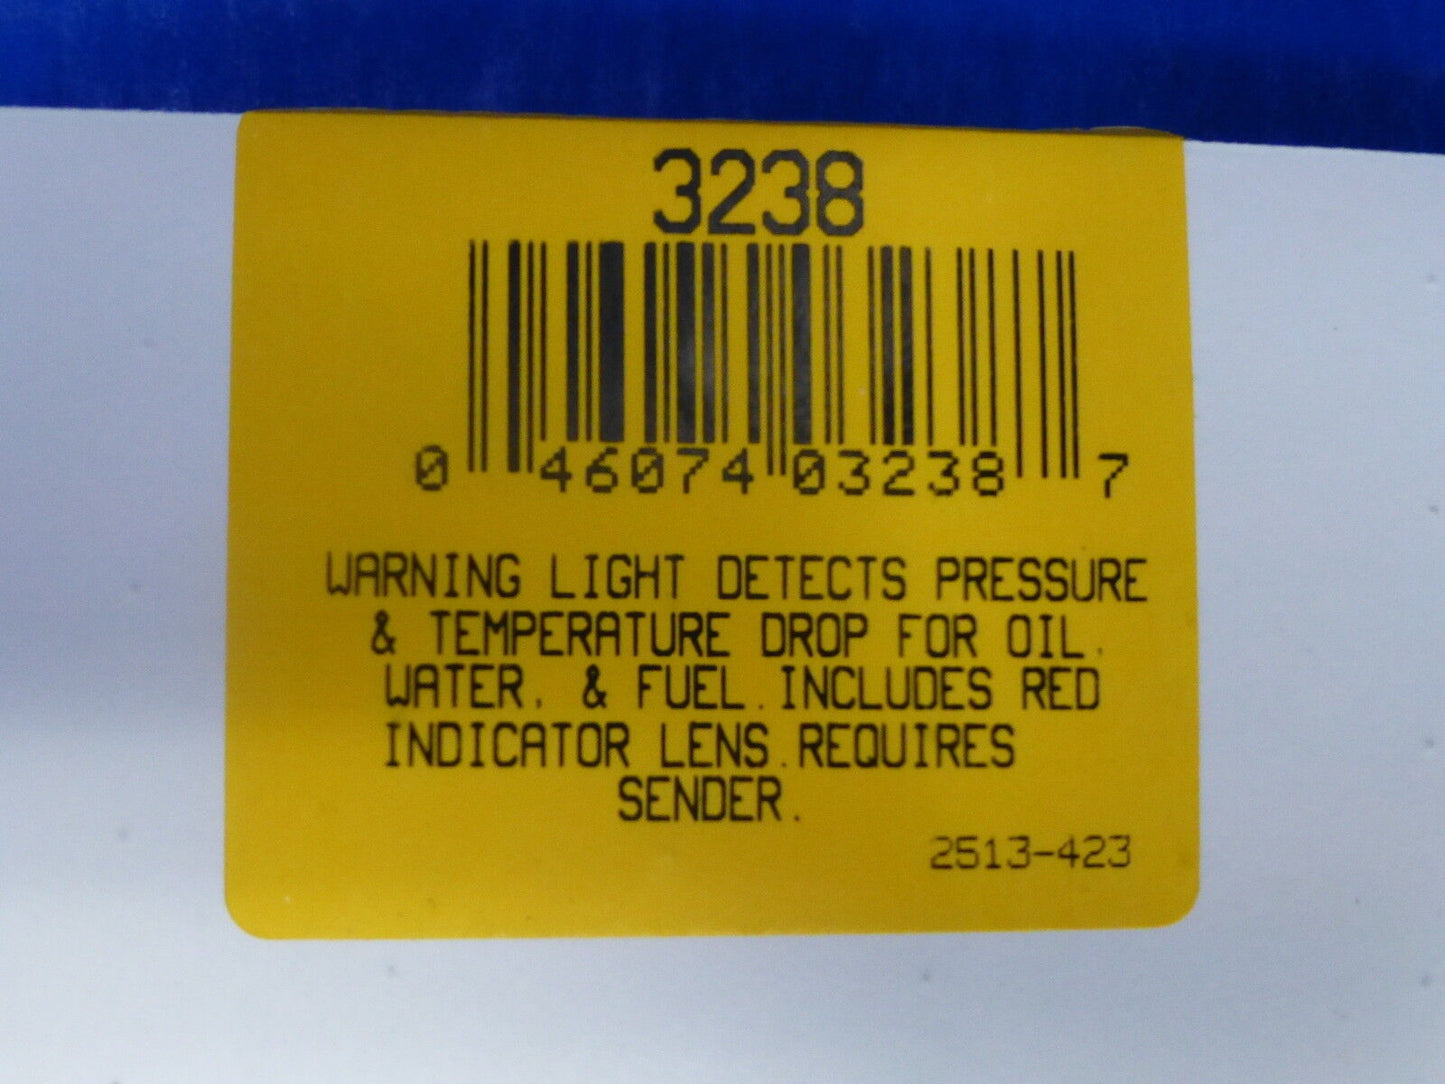 3238
0 46074 03238 7
WARNING LIGHT DETECTS PRESSURE
& TEMPERATURE DROP FOR OIL,
WATER, & FUEL.INCLUDES RED
INDICATOR LENS.REQUIRES
SENDER.
2513-423